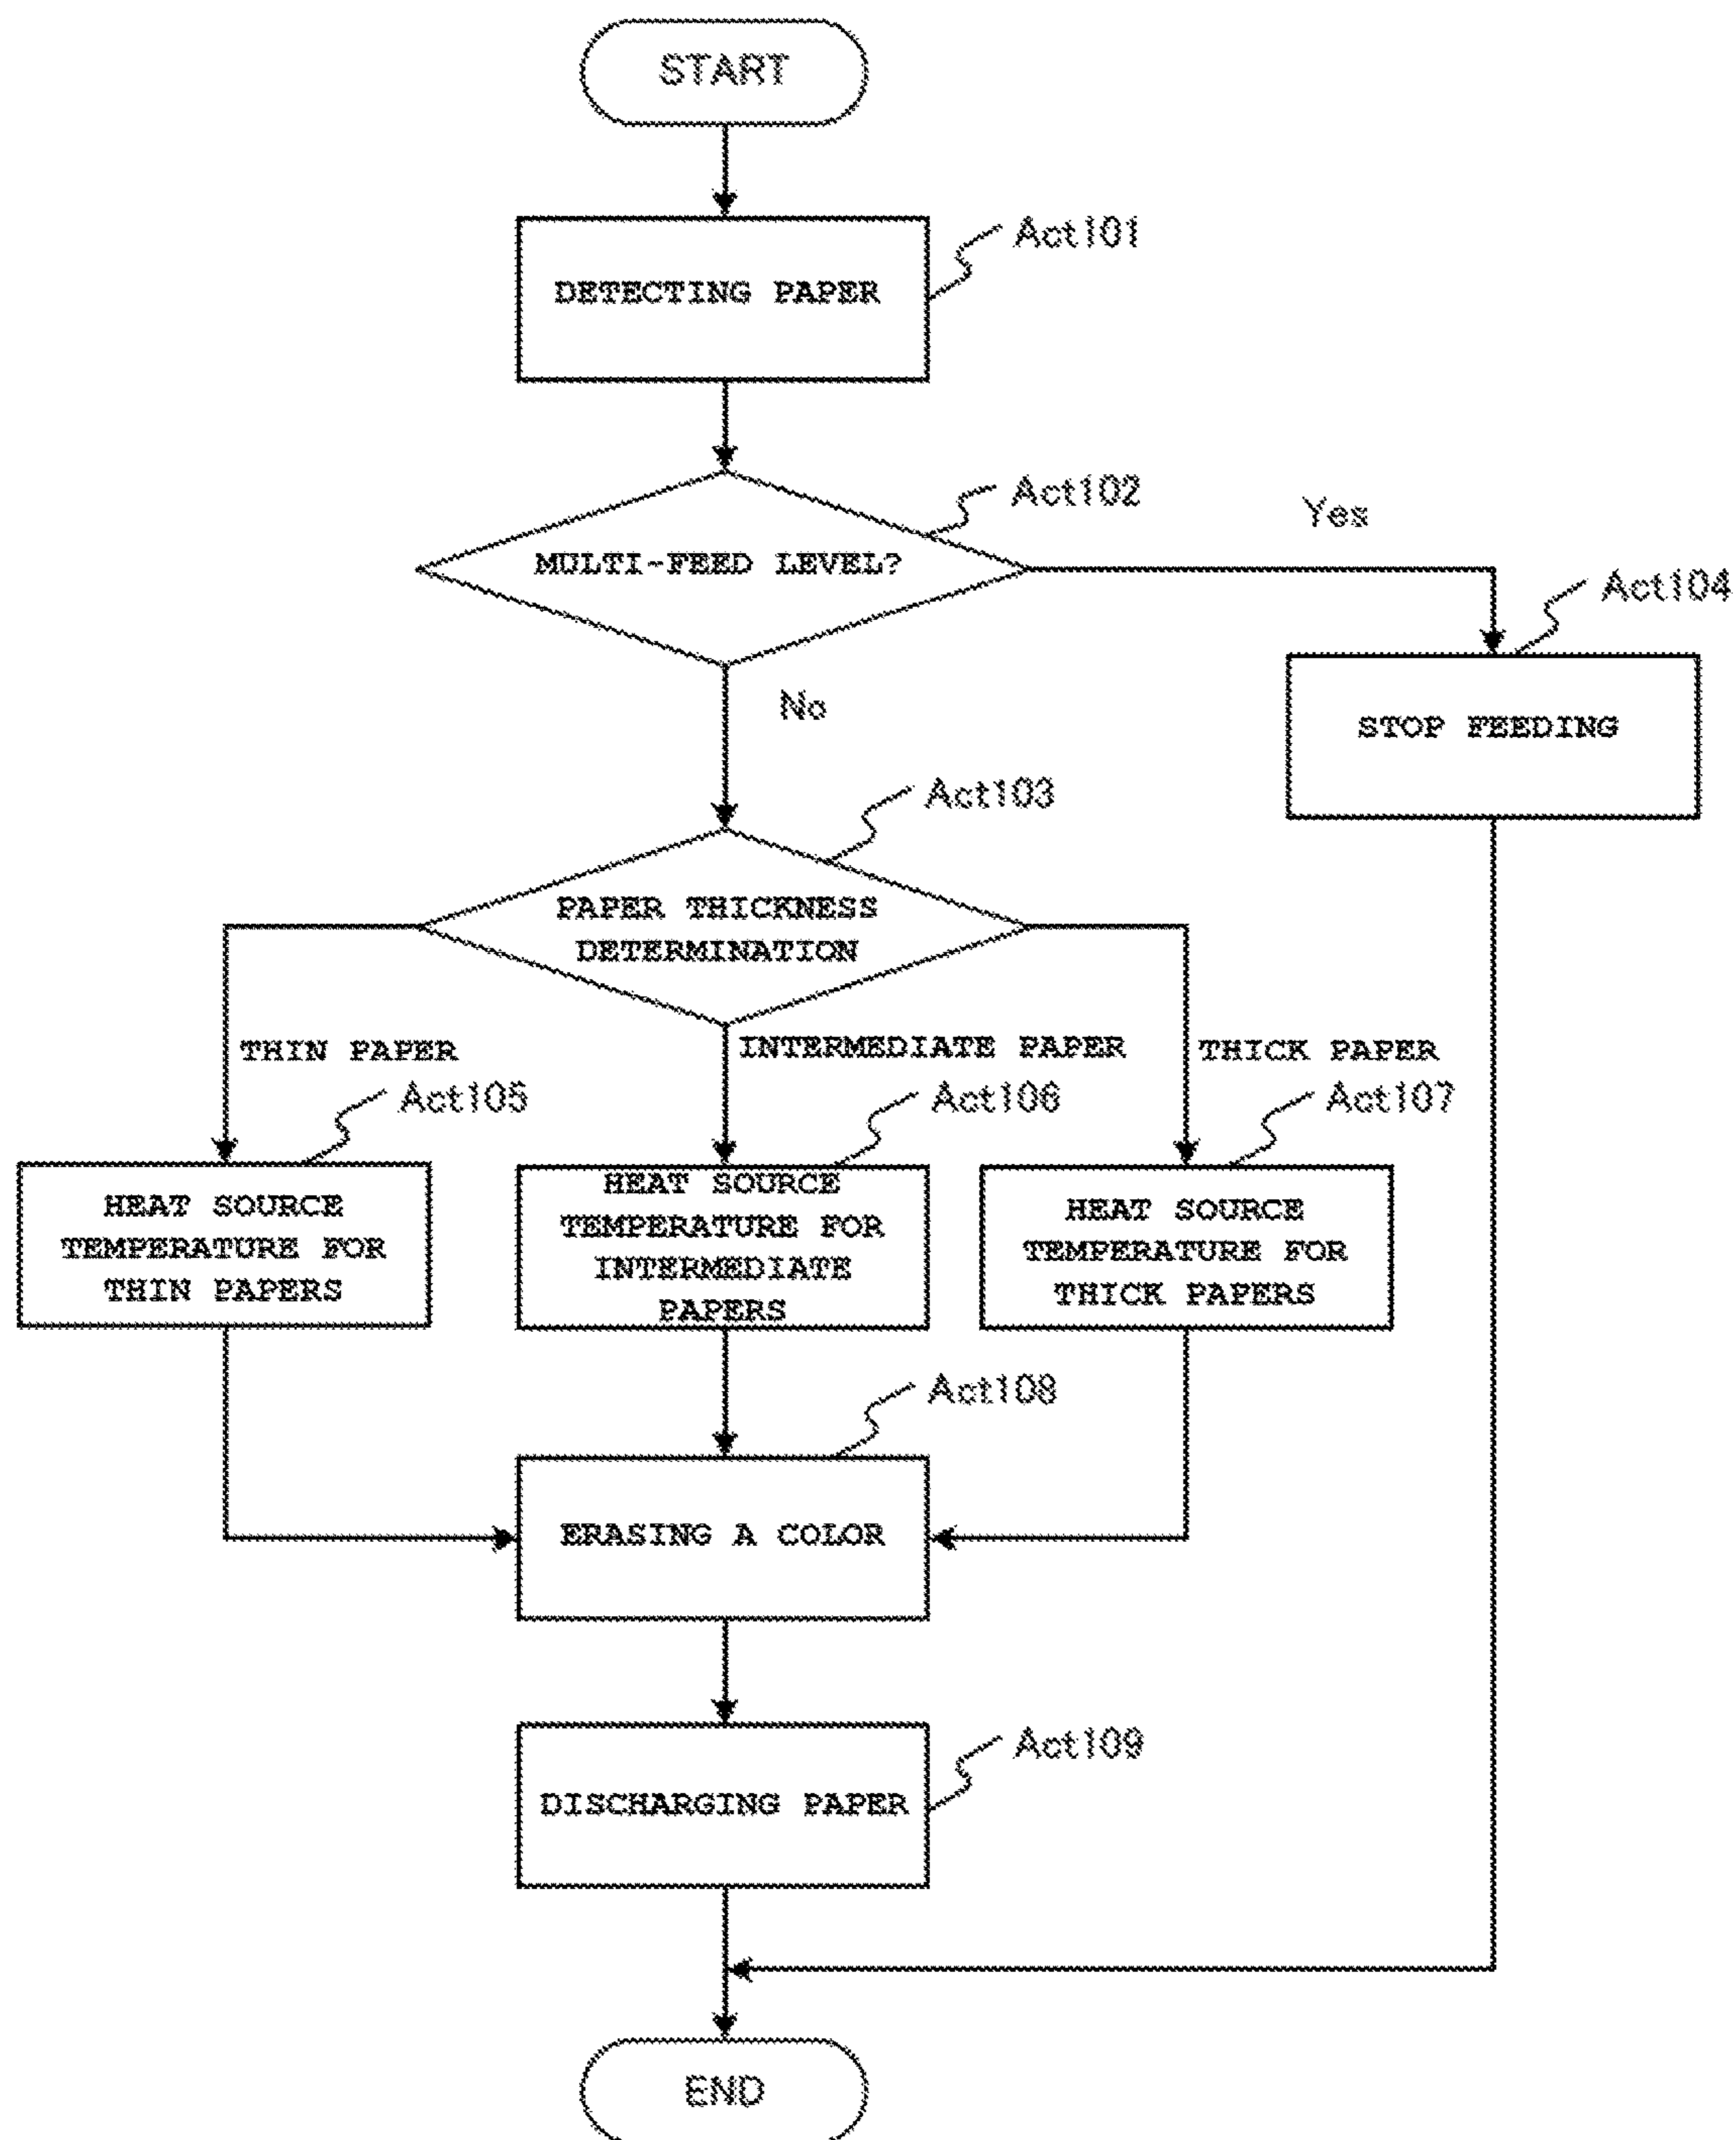 START
Act101
DETECTING PAPER
Act102
Yes
MULTI-FEED LEVEL?
Act104
No
STOP FEEDING
Act103
PAPER THICKNESS
DETERMINATION
THIN PAPER
INTERMEDIATE PAPER
THICK PAPER
Act105
Act106
Act107
HEAT SOURCE
TEMPERATURE FOR
THIN PAPERS
HEAT SOURCE
TEMPERATURE FOR
INTERMEDIATE
PAPERS
HEAT SOURCE
TEMPERATURE FOR
THICK PAPERS
Act108
ERASING A COLOR
Act109
DISCHARGING PAPER
END